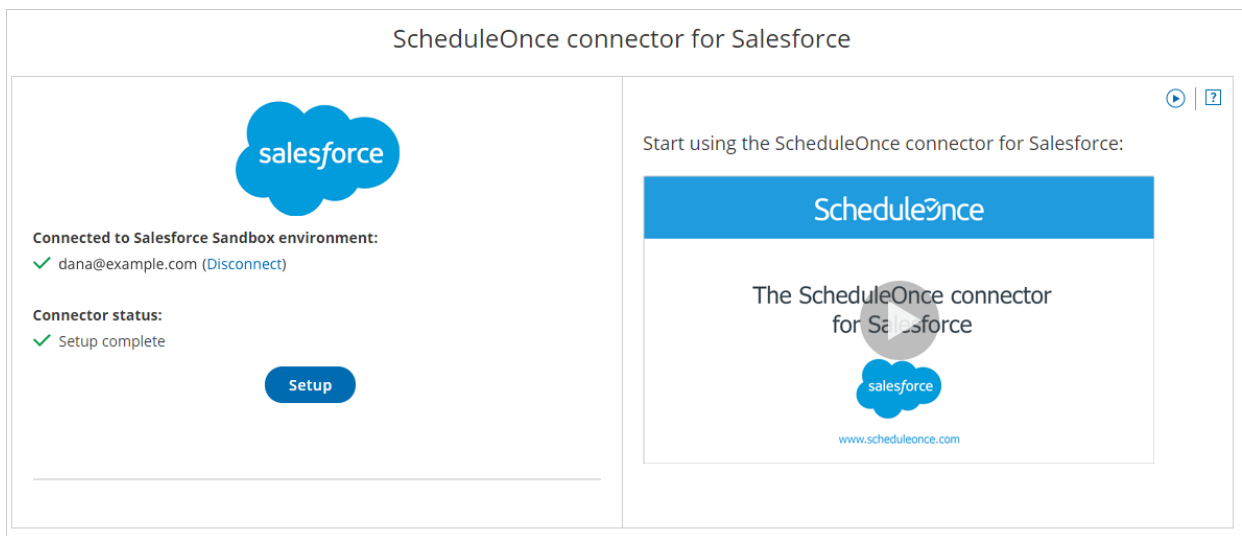 ScheduleOnce connector for Salesforce
salesforce
Connected to Salesforce Sandbox environment:
dana@example.com (Disconnect)
Connector status:
Setup complete
Setup
?
Start using the ScheduleOnce connector for Salesforce:
ScheduleOnce
The ScheduleOnce connector
for Salesforce
salesforce
www.scheduleonce.com